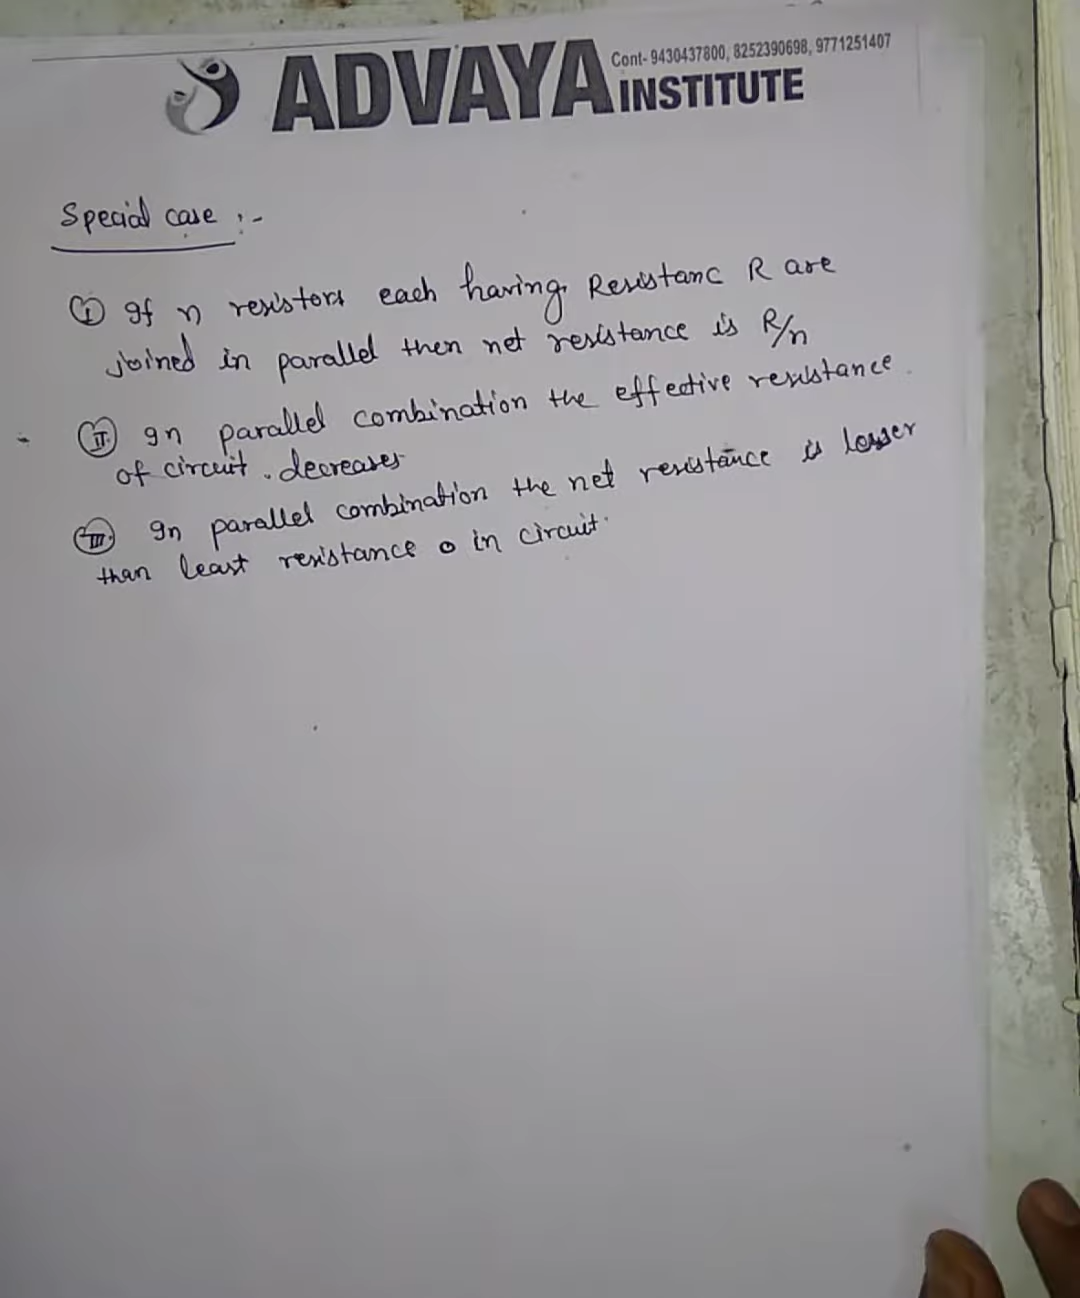 ADVAYA INSTITUTE
Cont- 9430437800, 8252390698, 9771251407
Special case :-
(I) If n resistors each having Resistanc R are
joined in parallel then net resistance is R/n
(II) In parallel combination the effective resistance
of circuit . decreases
(III) In parallel combination the net resistance is lesser
than least resistance in circuit.